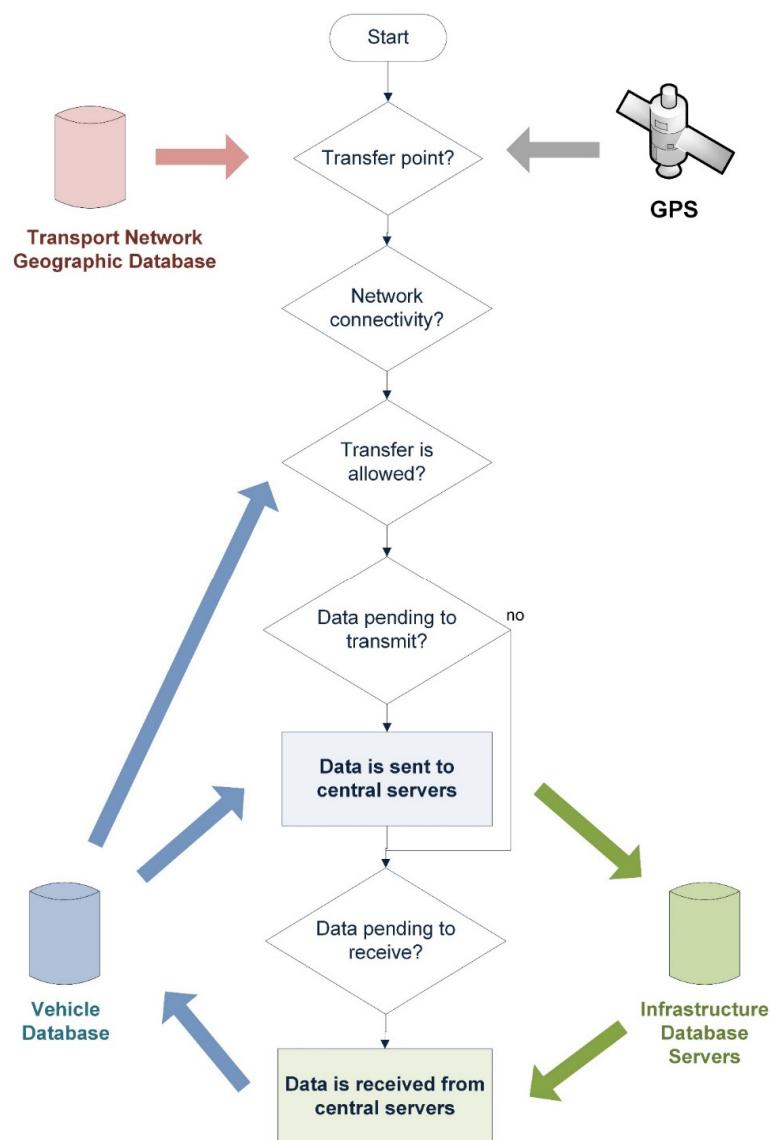 Start
Transfer point?
GPS
Transport Network
Geographic Database
Network
connectivity?
Transfer is
allowed?
Data pending to
transmit?
no
Data is sent to
central servers
Data pending to
receive?
Vehicle
Database
Infrastructure
Database
Servers
Data is received from
central servers